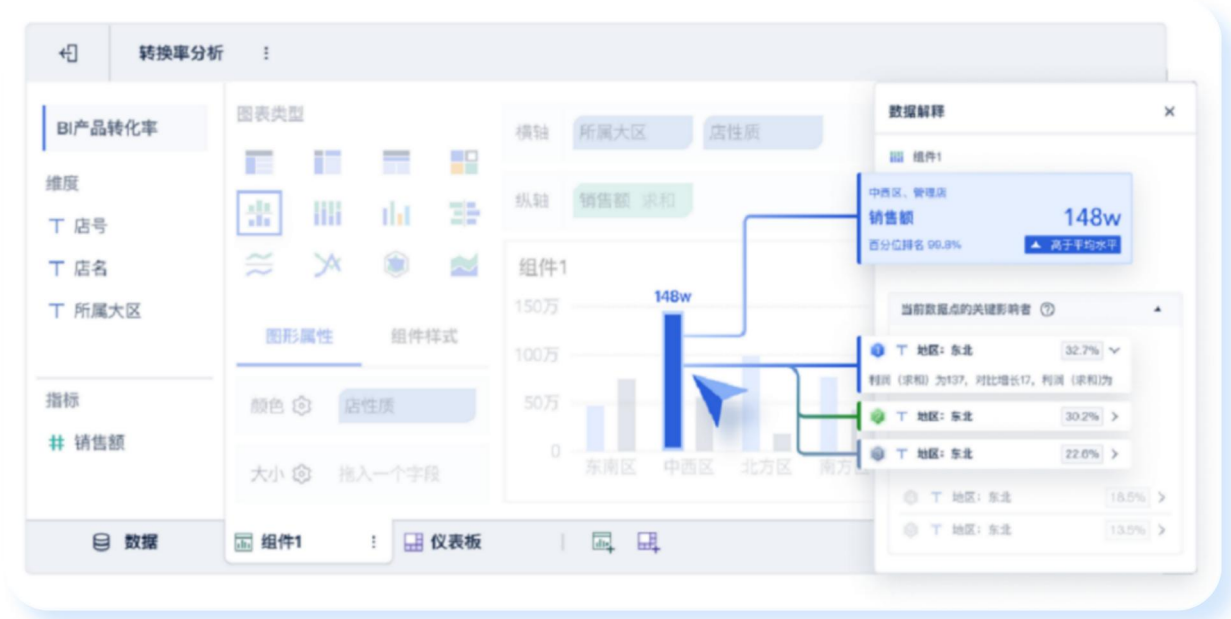 转换率分析
BI产品转化率
维度
店号
店名
所属大区
指标
销售额
图表类型
图形属性 组件样式
颜色 店性质
大小 拖入一个字段
横轴 所属大区 店性质
纵轴 销售额 求和
组件1
148w
150万
100万
50万
0
东南区 中西区 北方区 南方
数据解释
组件1
中西区、管理店
销售额 148w
百分位排名 99.8% 高于平均水平
当前数据点的关键影响者
地区：东北 32.7%
利润（求和）为137，对比增长17，利润（求和）为
地区：东北 30.2%
地区：东北 22.6%
地区：东北 18.5%
地区：东北 13.5%
数据 组件1 仪表板